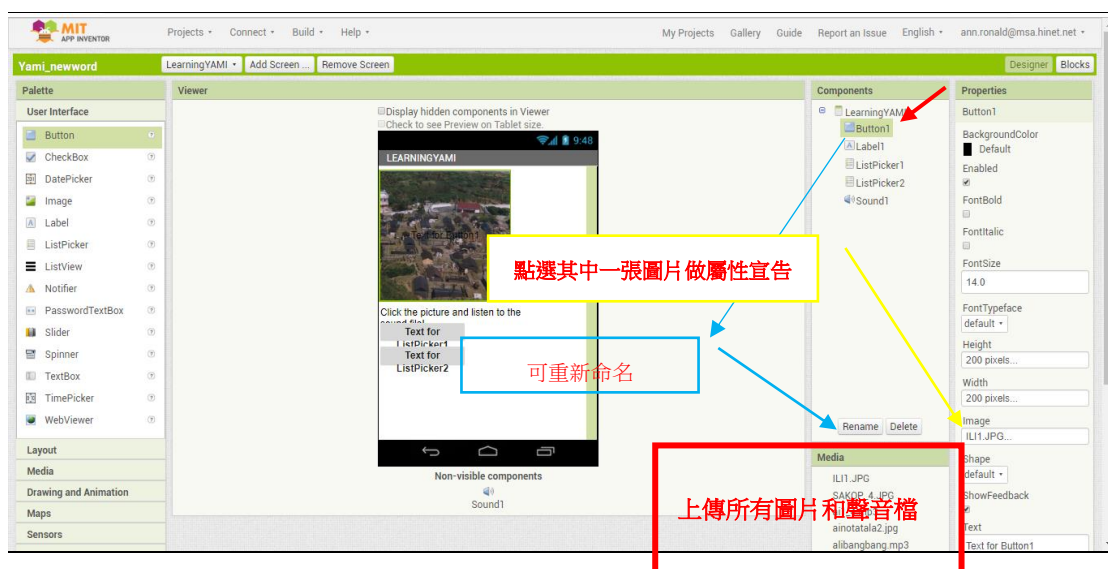 MIT
APP INVENTOR
Projects
Connect
Build
Help
My Projects
Gallery
Guide
Report an Issue
English
ann.ronald@msa.hinet.net
Yami_newword
LearningYAMI
Add Screen ...
Remove Screen
Designer
Blocks
Palette
User Interface
Button
CheckBox
DatePicker
Image
Label
ListPicker
ListView
Notifier
PasswordTextBox
Slider
Spinner
TextBox
TimePicker
WebViewer
Layout
Media
Drawing and Animation
Maps
Sensors
Viewer
Display hidden components in Viewer
Check to see Preview on Tablet size.
9:48
LEARNINGYAMI
Text for Button1
Click the picture and listen to the
sound file!
Text for
ListPicker1
Text for
ListPicker2
Non-visible components
Sound1
點選其中一張圖片做屬性宣告
可重新命名
Components
LearningYAMI
Button1
Label1
ListPicker1
ListPicker2
Sound1
Rename
Delete
Media
ILI1.JPG
SAKOP_4.JPG
上傳所有圖片和聲音檔
ainotatala2.jpg
alibangbang.mp3
Properties
Button1
BackgroundColor
Default
Enabled
FontBold
FontItalic
FontSize
14.0
FontTypeface
default
Height
200 pixels...
Width
200 pixels...
Image
ILI1.JPG...
Shape
default
ShowFeedback
Text
Text for Button1